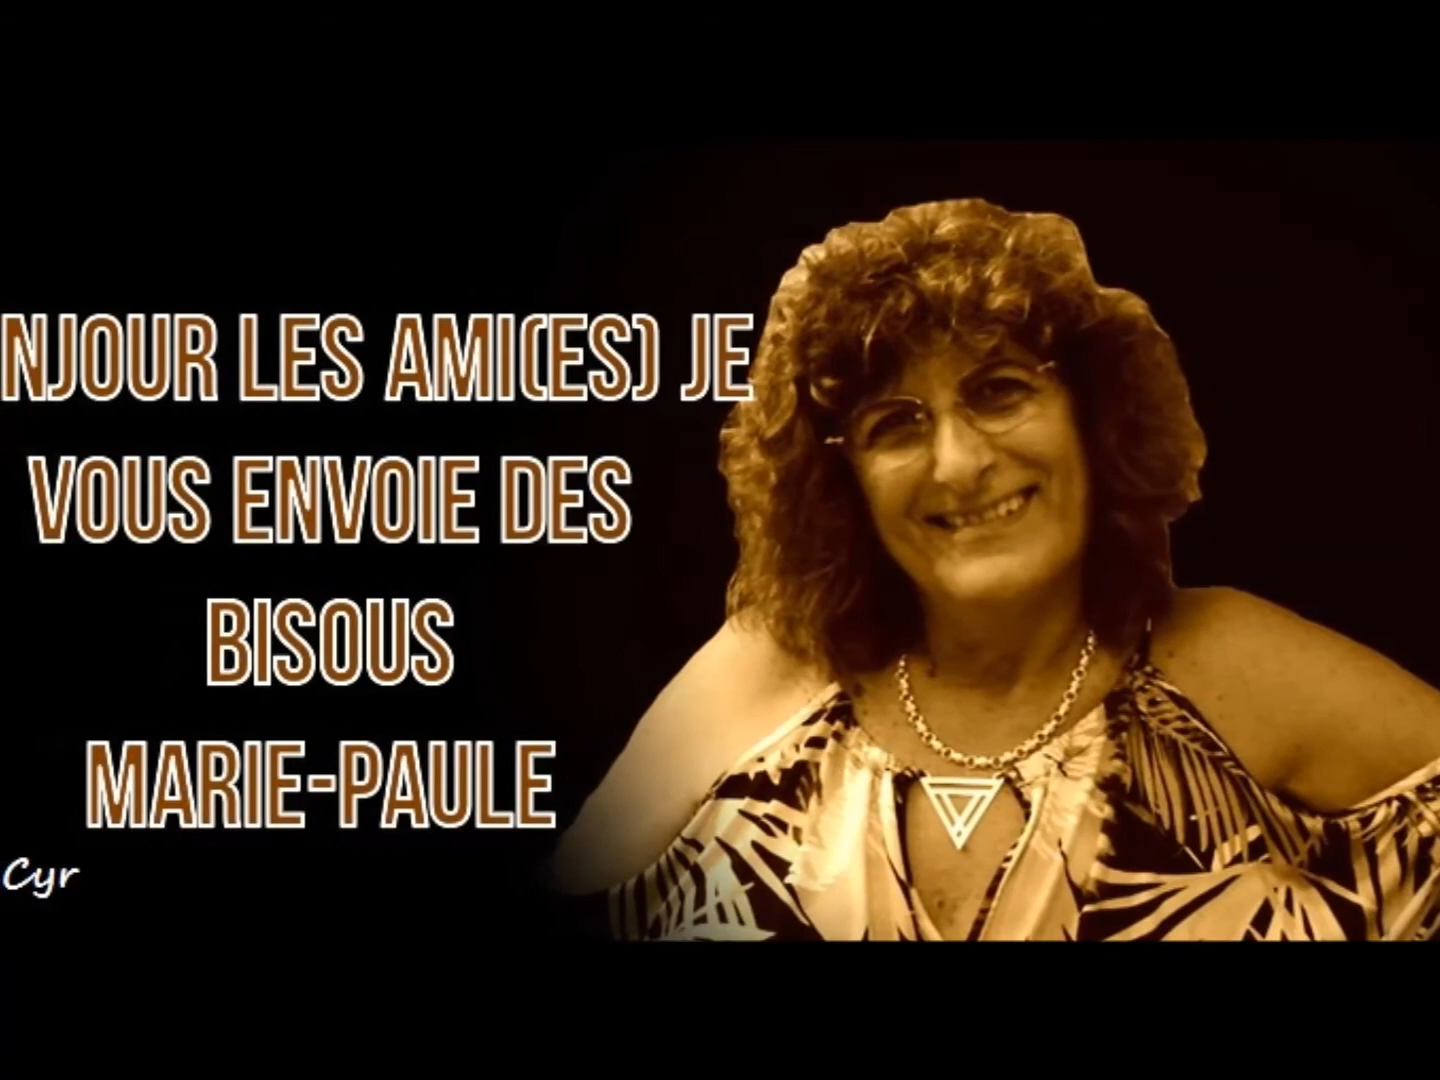 NJOUR LES AMI(ES) JE
VOUS ENVOIE DES
BISOUS
MARIE-PAULE
Cyr